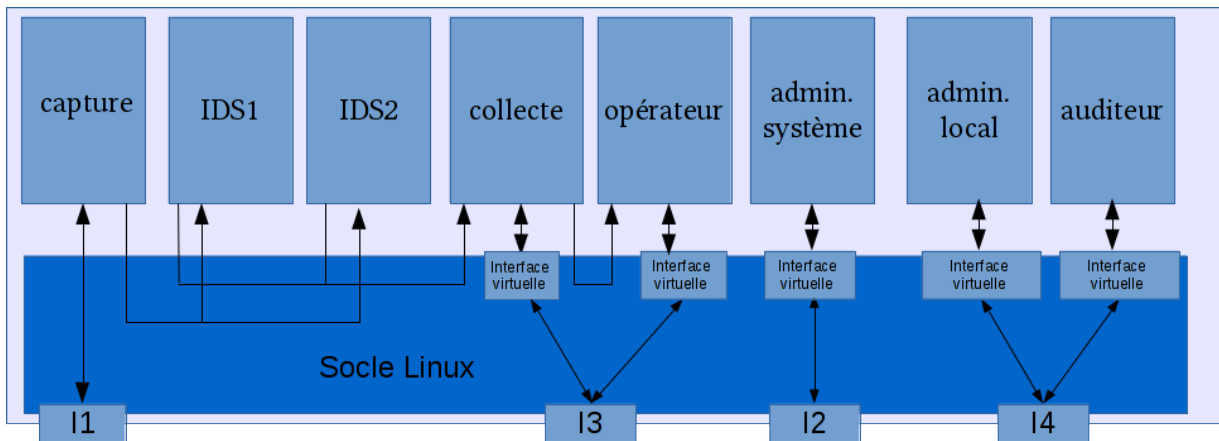 capture
IDS1
IDS2
collecte
opérateur
admin.
système
admin.
local
auditeur
Interface
virtuelle
Interface
virtuelle
Interface
virtuelle
Interface
virtuelle
Interface
virtuelle
Socle Linux
I1
I3
I2
I4